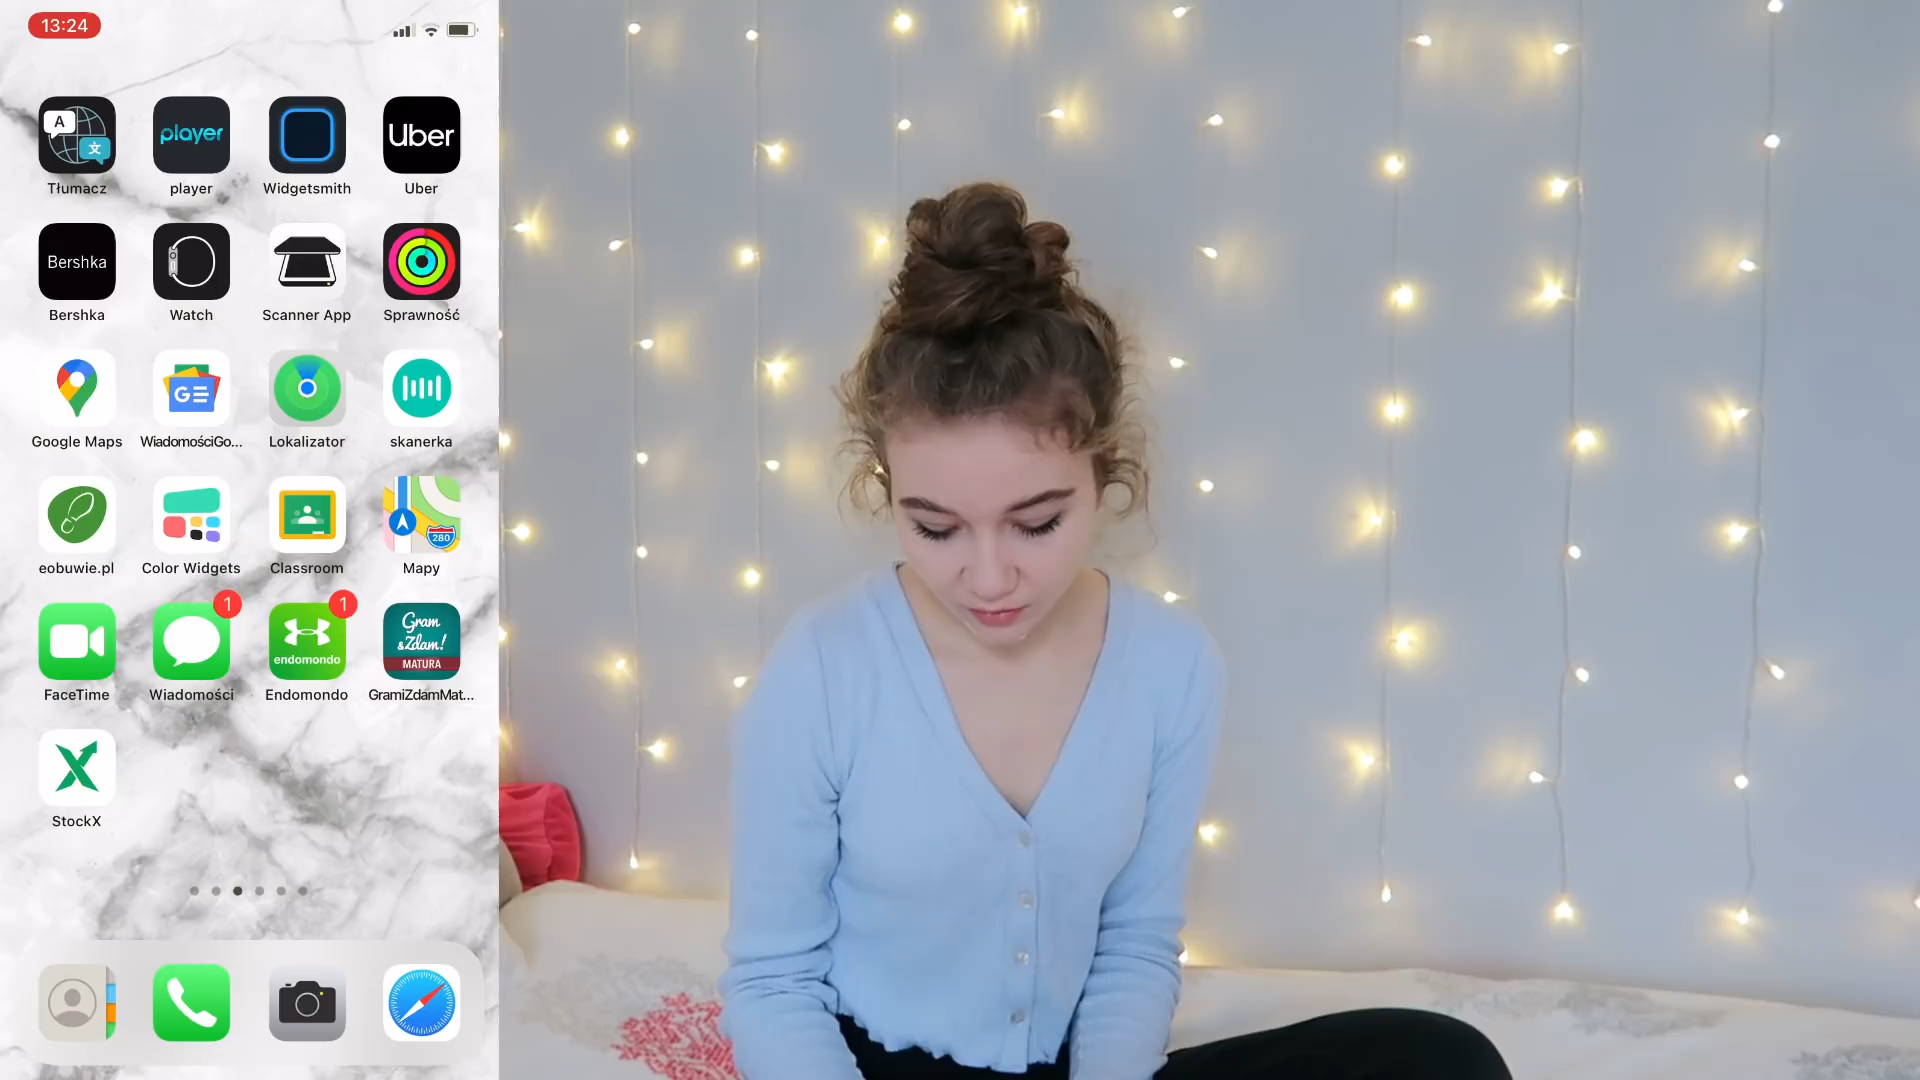 13:24
A
文
player
Uber
Tłumacz
player
Widgetsmith
Uber
Bershka
Bershka
Watch
Scanner App
Sprawność
GE
Google Maps
WiadomościGo...
Lokalizator
skanerka
280
eobuwie.pl
Color Widgets
Classroom
Mapy
1
1
endomondo
Gram
&Zdam!
MATURA
FaceTime
Wiadomości
Endomondo
GramiZdamMat...
StockX